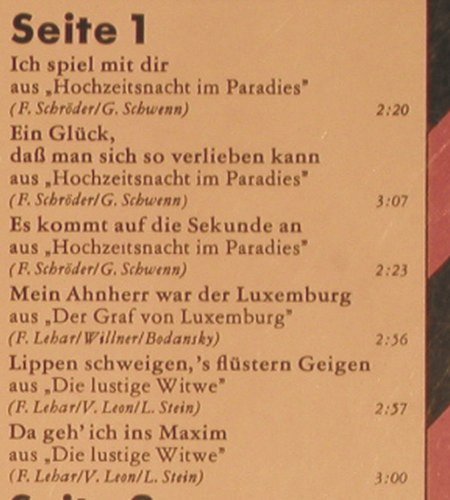 Seite 1
Ich spiel mit dir
aus „Hochzeitsnacht im Paradies”
(F. Schröder/G. Schwenn) 2:20
Ein Glück,
daß man sich so verlieben kann
aus „Hochzeitsnacht im Paradies”
(F. Schröder/G. Schwenn) 3:07
Es kommt auf die Sekunde an
aus „Hochzeitsnacht im Paradies”
(F. Schröder/G. Schwenn) 2:23
Mein Ahnherr war der Luxemburg
aus „Der Graf von Luxemburg”
(F. Lehar/Willner/Bodansky) 2:56
Lippen schweigen, 's flüstern Geigen
aus „Die lustige Witwe”
(F. Lehar/V. Leon/L. Stein) 2:57
Da geh' ich ins Maxim
aus „Die lustige Witwe”
(F. Lehar/V. Leon/L. Stein) 3:00